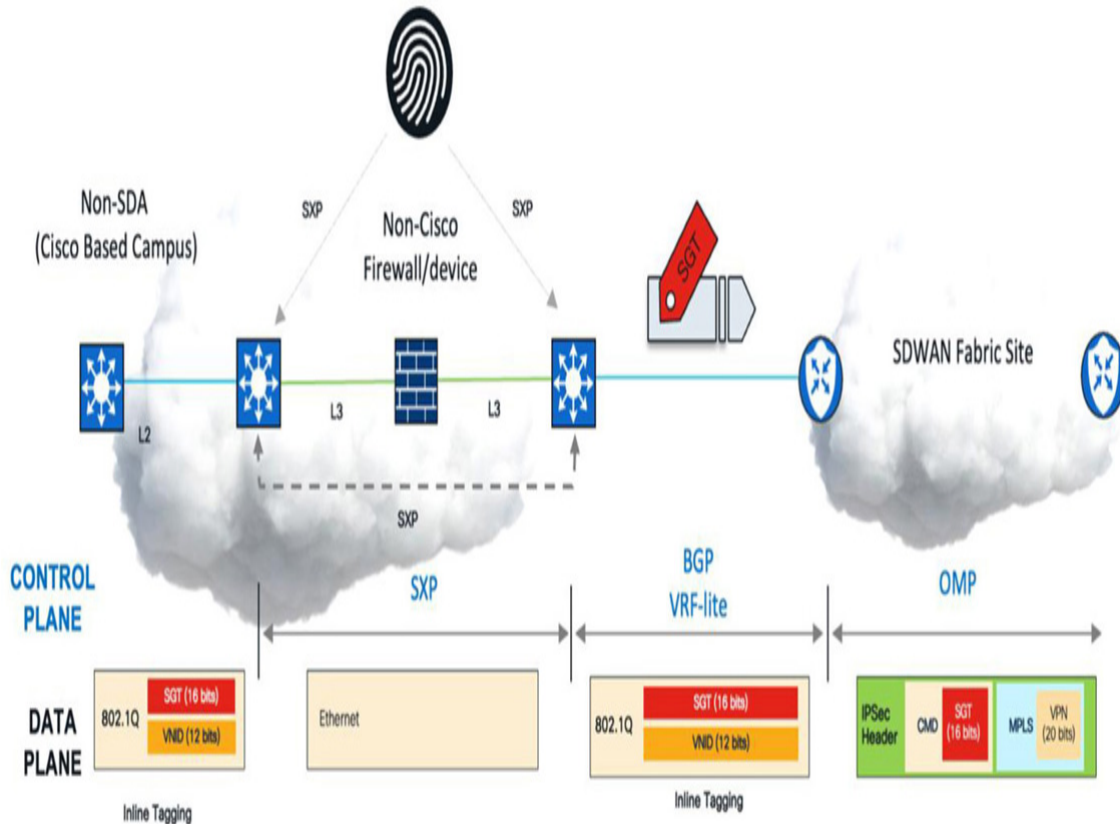 Non-SDA
(Cisco Based Campus)
SXP
SXP
Non-Cisco
Firewall/device
SGT
SDWAN Fabric Site
L2
L3
L3
SXP
CONTROL
PLANE
SXP
BGP
VRF-lite
OMP
DATA
PLANE
802.1Q
SGT (16 bits)
VNID (12 bits)
Inline Tagging
Ethernet
802.1Q
SGT (16 bits)
VNID (12 bits)
Inline Tagging
IPSec
Header
CMD
SGT
(16 bits)
MPLS
VPN
(20 bits)